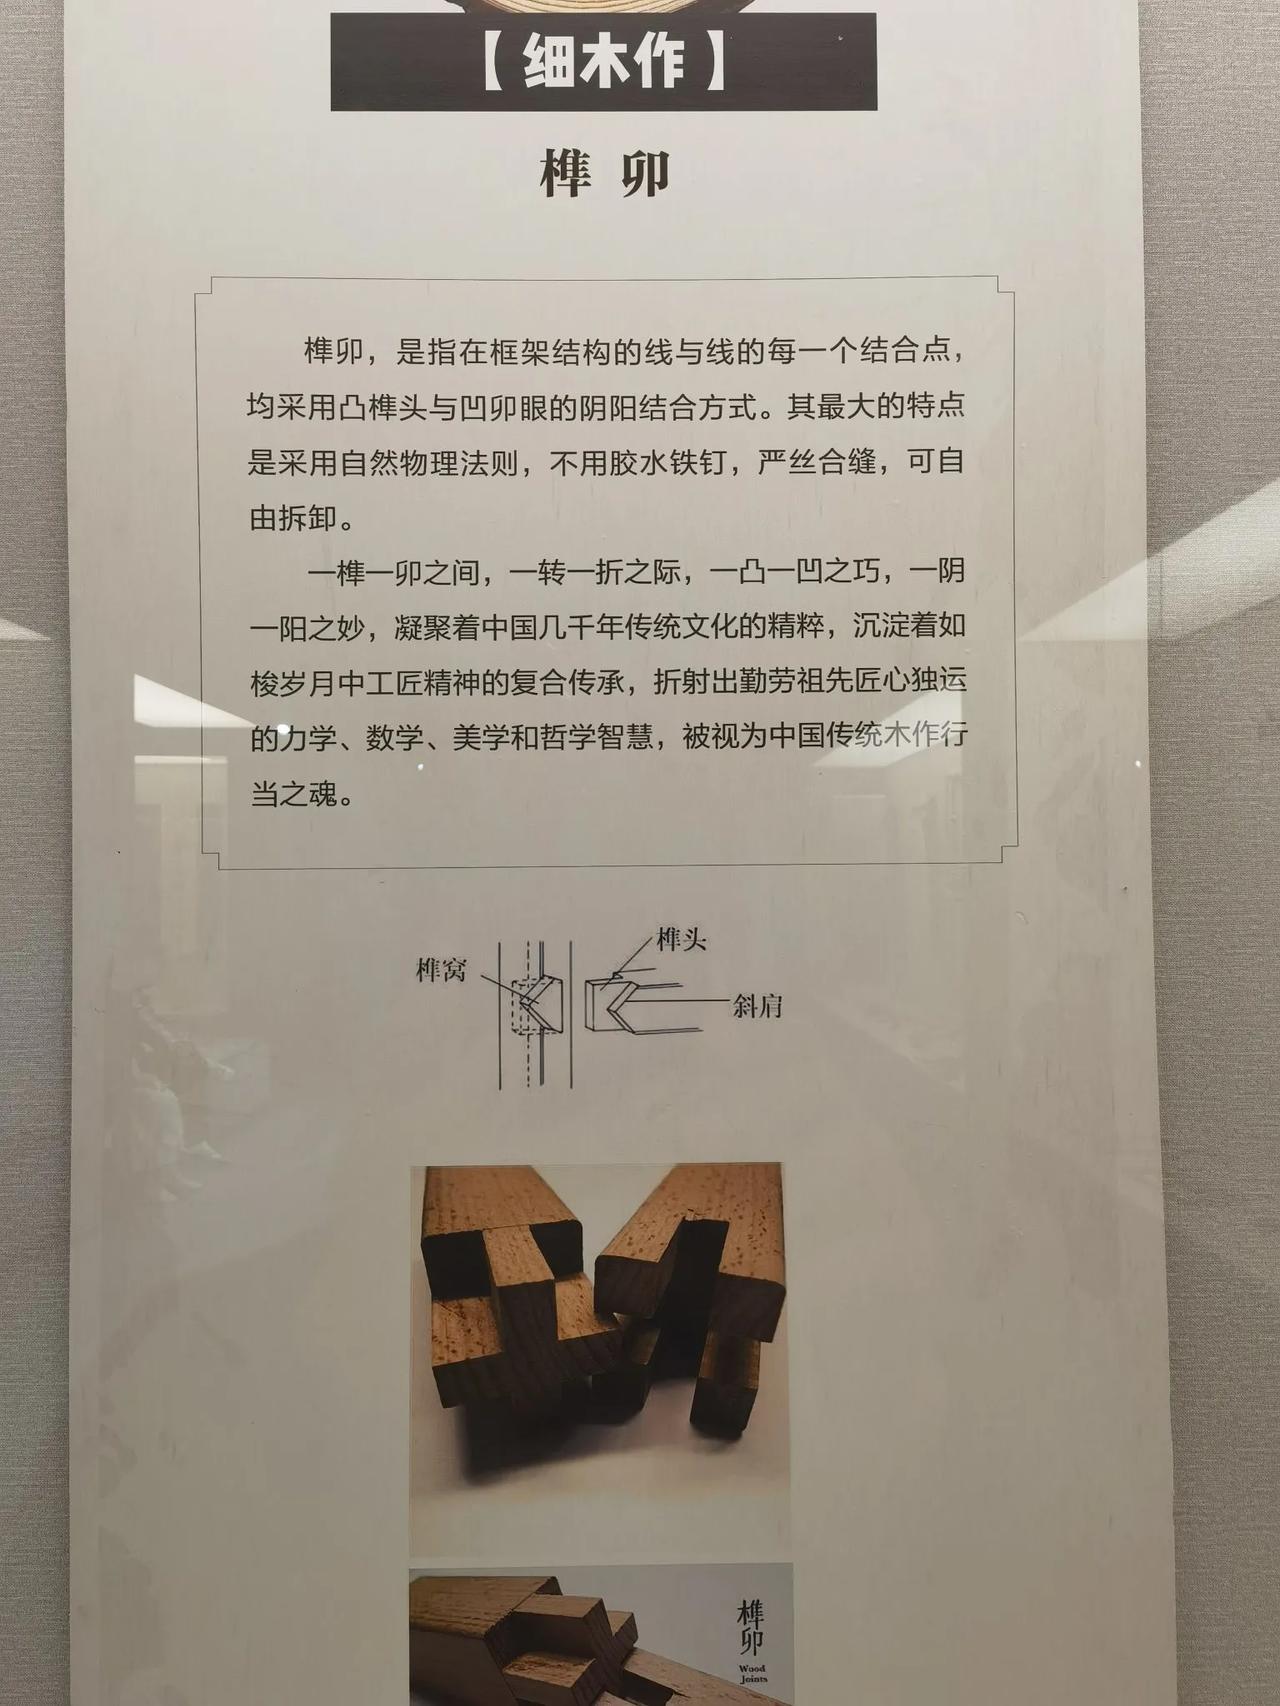 【细木作】
榫卯
榫卯，是指在框架结构的线与线的每一个结合点，
均采用凸榫头与凹卯眼的阴阳结合方式。其最大的特点
是采用自然物理法则，不用胶水铁钉，严丝合缝，可自
由拆卸。
一榫一卯之间，一转一折之际，一凸一凹之巧，一阴
一阳之妙，凝聚着中国几千年传统文化的精粹，沉淀着如
梭岁月中工匠精神的复合传承，折射出勤劳祖先匠心独运
的力学、数学、美学和哲学智慧，被视为中国传统木作行
当之魂。
榫头
榫窝
斜肩
榫卯
Wood
Joints